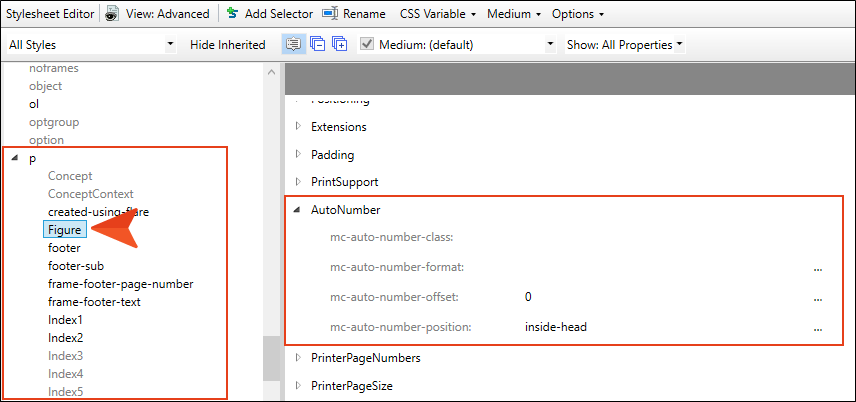 Stylesheet Editor View: Advanced Add Selector Rename CSS Variable Medium Options
All Styles Hide Inherited Medium: (default) Show: All Properties
noframes
object
ol
optgroup
option
p
Concept
ConceptContext
created-using-flare
Figure
footer
footer-sub
frame-footer-page-number
frame-footer-text
Index1
Index2
Index3
Index4
Index5
Positioning
Extensions
Padding
PrintSupport
AutoNumber
mc-auto-number-class:
mc-auto-number-format: ...
mc-auto-number-offset: 0 ...
mc-auto-number-position: inside-head ...
PrinterPageNumbers
PrinterPageSize